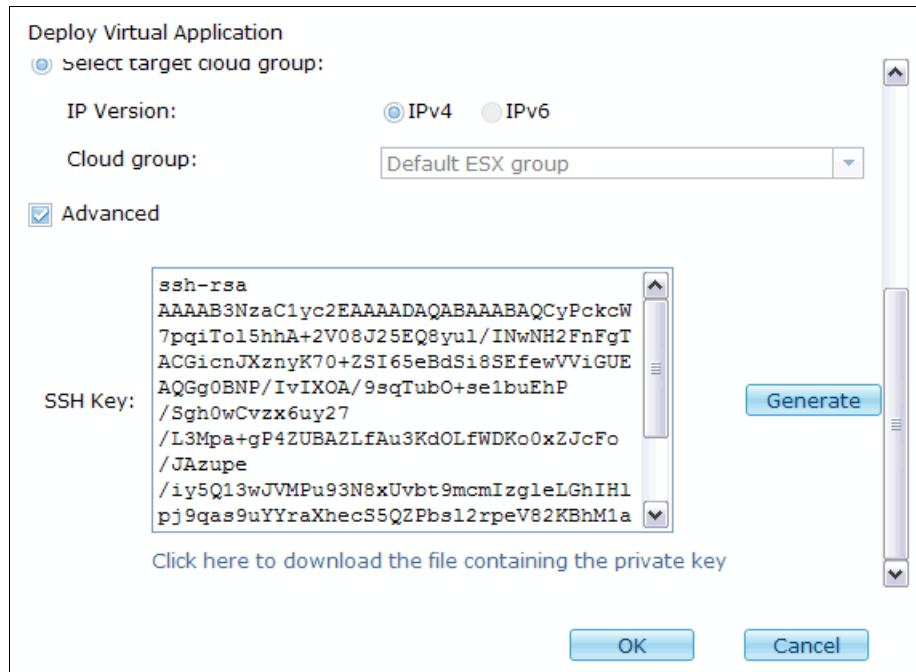 Deploy Virtual Application
Select target cloud group:
IP Version: IPv4 IPv6
Cloud group: Default ESX group
Advanced
ssh-rsa
AAAAB3NzaC1yc2EAAAADAQABAAABAQCyPckcW
7pqiTol5hhA+2V08J25EQ8yul/INwNH2FnFgT
ACGicnJXznyK70+ZSI65eBdSi8SEfewVViGUE
AQGg0BNP/IvIXOA/9sqTubO+se1buEhP
SSH Key: Generate
/Sgh0wCvzx6uy27
/L3Mpa+gP4ZUBAZLfAu3KdOLfWDKo0xZJcFo
/JAzupe
/iy5Q13wJVMPu93N8xUvbt9mcmIzgleLGhIHl
pj9qas9uYYraXhecS5QZPbsl2rpeV82KBhM1a
Click here to download the file containing the private key
OK Cancel